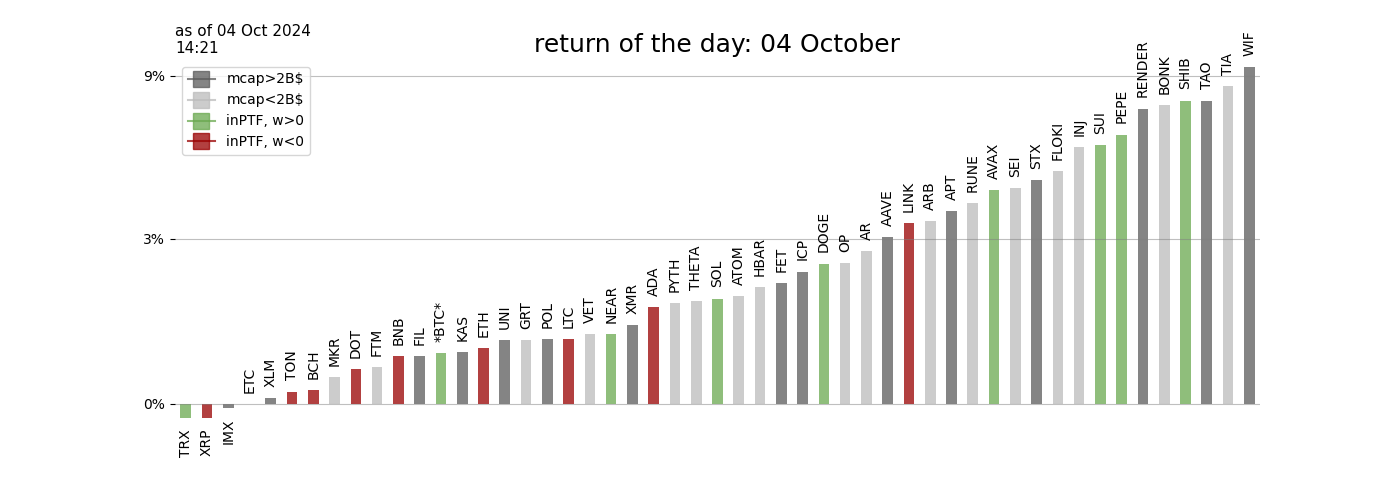 as of 04 Oct 2024
14:21
return of the day: 04 October
mcap>2B$
mcap<2B$
inPTF, w>0
inPTF, w<0
9%
3%
0%
TRX
XRP
IMX
ETC
XLM
TON
BCH
MKR
DOT
FTM
BNB
FIL
*BTC*
KAS
ETH
UNI
GRT
POL
LTC
VET
NEAR
XMR
ADA
PYTH
THETA
SOL
ATOM
HBAR
FET
ICP
DOGE
OP
AR
AAVE
LINK
ARB
APT
RUNE
AVAX
SEI
STX
FLOKI
INJ
SUI
PEPE
RENDER
BONK
SHIB
TAO
TIA
WIF